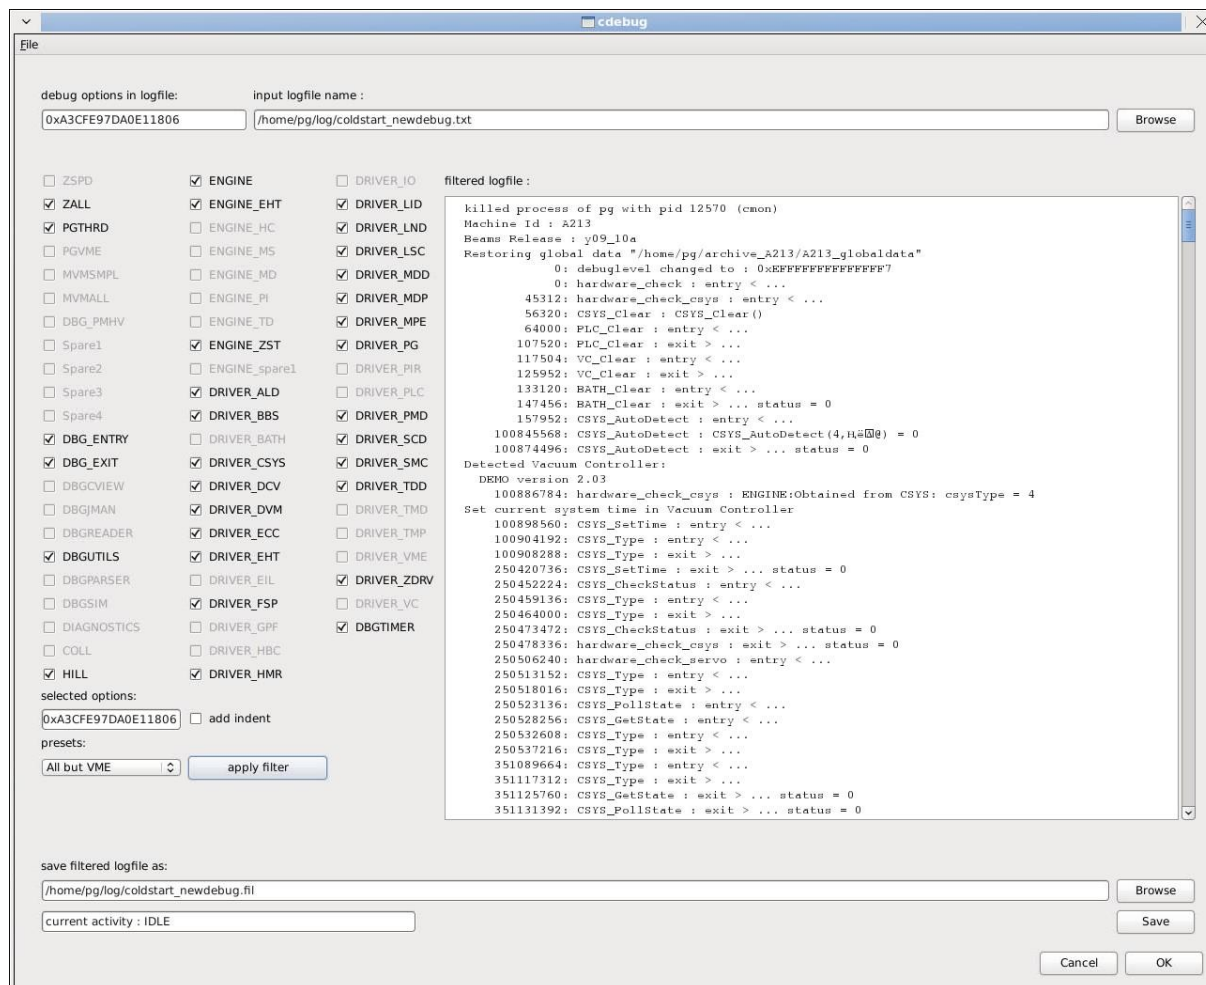 cdebug
File
debug options in logfile:
input logfile name :
0xA3CFE97DA0E11806
/home/pg/log/coldstart_newdebug.txt
Browse
ZSPD
ZALL
PGTHRD
PGVME
MVMSMPL
MVMALL
DBG_PMHV
Spare1
Spare2
Spare3
Spare4
DBG_ENTRY
DBG_EXIT
DBGCVIEW
DBGJMAN
DBGREADER
DBGUTILS
DBGPARSER
DBGSIM
DIAGNOSTICS
COLL
HILL
ENGINE
ENGINE_EHT
ENGINE_HC
ENGINE_MS
ENGINE_MD
ENGINE_PI
ENGINE_TD
ENGINE_ZST
ENGINE_spare1
DRIVER_ALD
DRIVER_BBS
DRIVER_BATH
DRIVER_CSYS
DRIVER_DCV
DRIVER_DVM
DRIVER_ECC
DRIVER_EHT
DRIVER_EIL
DRIVER_FSP
DRIVER_GPF
DRIVER_HBC
DRIVER_HMR
DRIVER_IO
DRIVER_LID
DRIVER_LND
DRIVER_LSC
DRIVER_MDD
DRIVER_MDP
DRIVER_MPE
DRIVER_PG
DRIVER_PIR
DRIVER_PLC
DRIVER_PMD
DRIVER_SCD
DRIVER_SMC
DRIVER_TDD
DRIVER_TMD
DRIVER_TMP
DRIVER_VME
DRIVER_ZDRV
DRIVER_VC
DBGTIMER
selected options:
0xA3CFE97DA0E11806
add indent
presets:
All but VME
apply filter
filtered logfile :
killed process of pg with pid 12570 (cmon)
Machine Id : A213
Beams Release : y09_10a
Restoring global data "/home/pg/archive_A213/A213_globaldata"
0: debuglevel changed to : 0xEFFFFFFFFFFFFFF7
0: hardware_check : entry < ...
45312: hardware_check_csys : entry < ...
56320: CSYS_Clear : CSYS_Clear()
64000: PLC_Clear : entry < ...
107520: PLC_Clear : exit > ...
117504: VC_Clear : entry < ...
125952: VC_Clear : exit > ...
133120: BATH_Clear : entry < ...
147456: BATH_Clear : exit > ... status = 0
157952: CSYS_AutoDetect : entry < ...
100845568: CSYS_AutoDetect : CSYS_AutoDetect(4, @) = 0
100874496: CSYS_AutoDetect : exit > ... status = 0
Detected Vacuum Controller:
DEMO version 2.03
100886784: hardware_check_csys : ENGINE:Obtained from CSYS: csysType = 4
Set current system time in Vacuum Controller
100898560: CSYS_SetTime : entry < ...
100904192: CSYS_Type : entry < ...
100908288: CSYS_Type : exit > ...
250420736: CSYS_SetTime : exit > ... status = 0
250452224: CSYS_CheckStatus : entry < ...
250459136: CSYS_Type : entry < ...
250464000: CSYS_Type : exit > ...
250473472: CSYS_CheckStatus : exit > ... status = 0
250478336: hardware_check_csys : exit > ... status = 0
250506240: hardware_check_servo : entry < ...
250513152: CSYS_Type : entry < ...
250518016: CSYS_Type : exit > ...
250523136: CSYS_PollState : entry < ...
250528256: CSYS_GetState : entry < ...
250532608: CSYS_Type : entry < ...
250537216: CSYS_Type : exit > ...
351089664: CSYS_Type : entry < ...
351117312: CSYS_Type : exit > ...
351125760: CSYS_GetState : exit > ... status = 0
351131392: CSYS_PollState : exit > ... status = 0
save filtered logfile as:
/home/pg/log/coldstart_newdebug.fil
Browse
current activity : IDLE
Save
Cancel
OK